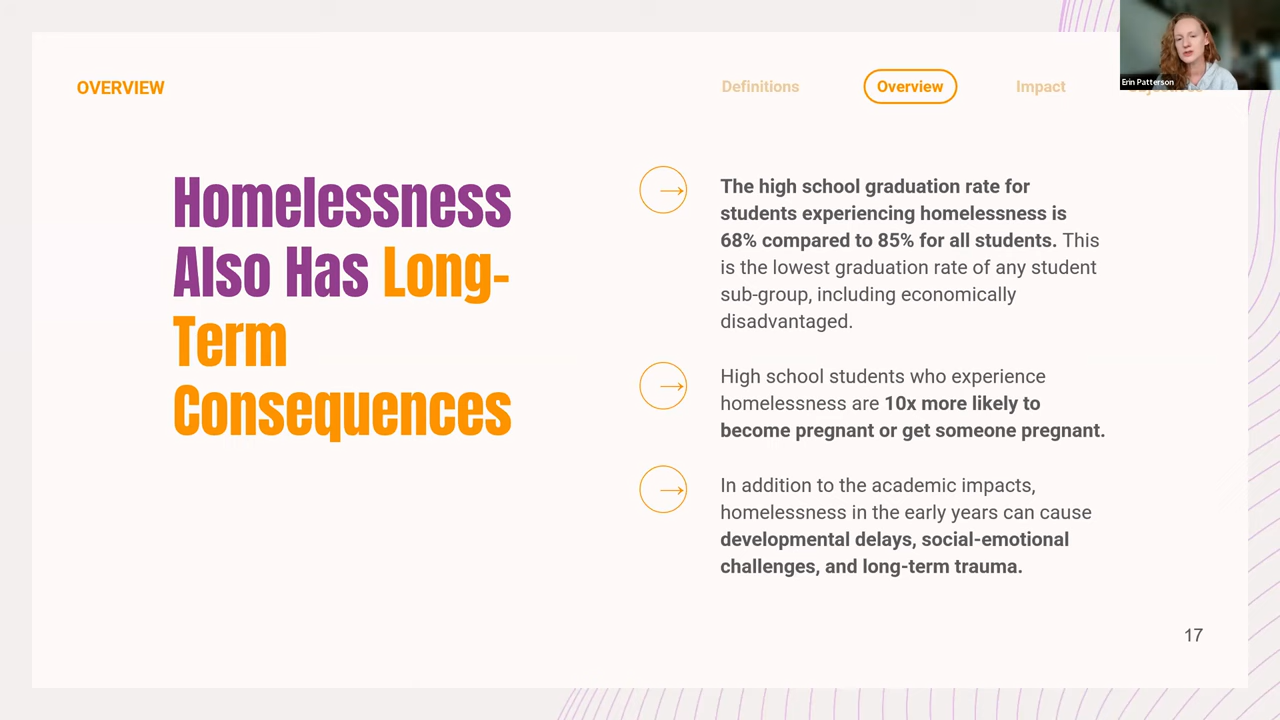 OVERVIEW
Definitions
Overview
Impact
Erin Patterson
Homelessness
Also Has Long-
Term
Consequences
The high school graduation rate for
students experiencing homelessness is
68% compared to 85% for all students. This
is the lowest graduation rate of any student
sub-group, including economically
disadvantaged.
High school students who experience
homelessness are 10x more likely to
become pregnant or get someone pregnant.
In addition to the academic impacts,
homelessness in the early years can cause
developmental delays, social-emotional
challenges, and long-term trauma.
17